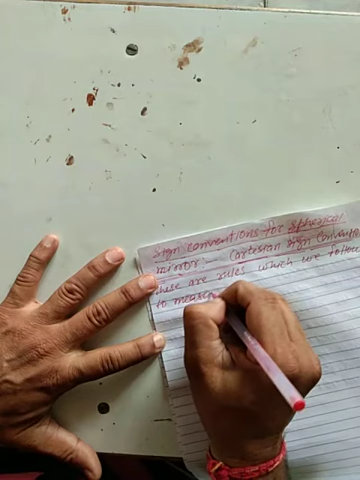 Sign conventions for spherical
mirror:- Cartesian sign convention
these are rules which we follow
to measure